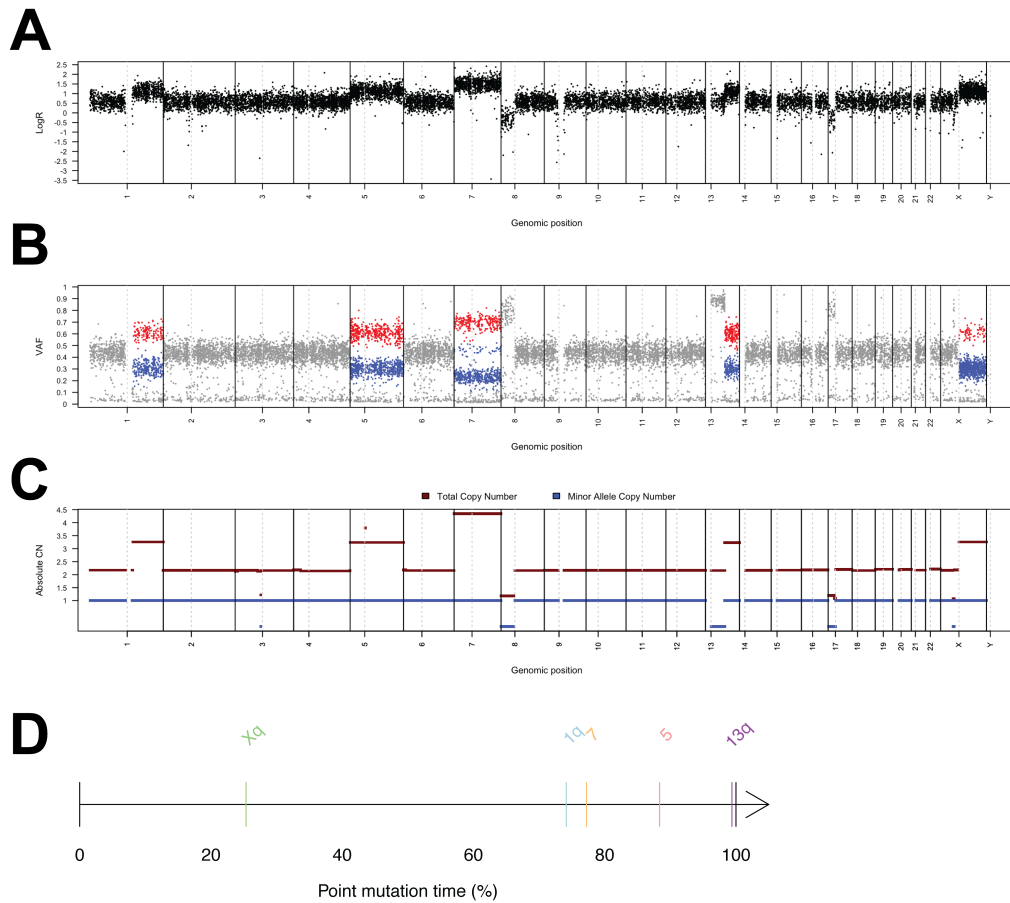 A
LogR
2.5
2
1.5
1
0.5
0
-0.5
-1
-1.5
-2
-2.5
-3
-3.5
1 2 3 4 5 6 7 8 9 10 11 12 13 14 15 16 17 18 19 20 21 22 X Y
Genomic position
B
VAF
1
0.9
0.8
0.7
0.6
0.5
0.4
0.3
0.2
0.1
0
1 2 3 4 5 6 7 8 9 10 11 12 13 14 15 16 17 18 19 20 21 22 X Y
Genomic position
C
Total Copy Number Minor Allele Copy Number
Absolute CN
4.5
4
3.5
3
2.5
2
1.5
1
1 2 3 4 5 6 7 8 9 10 11 12 13 14 15 16 17 18 19 20 21 22 X Y
Genomic position
D
Xq 1q 7 5 13q
0 20 40 60 80 100
Point mutation time (%)